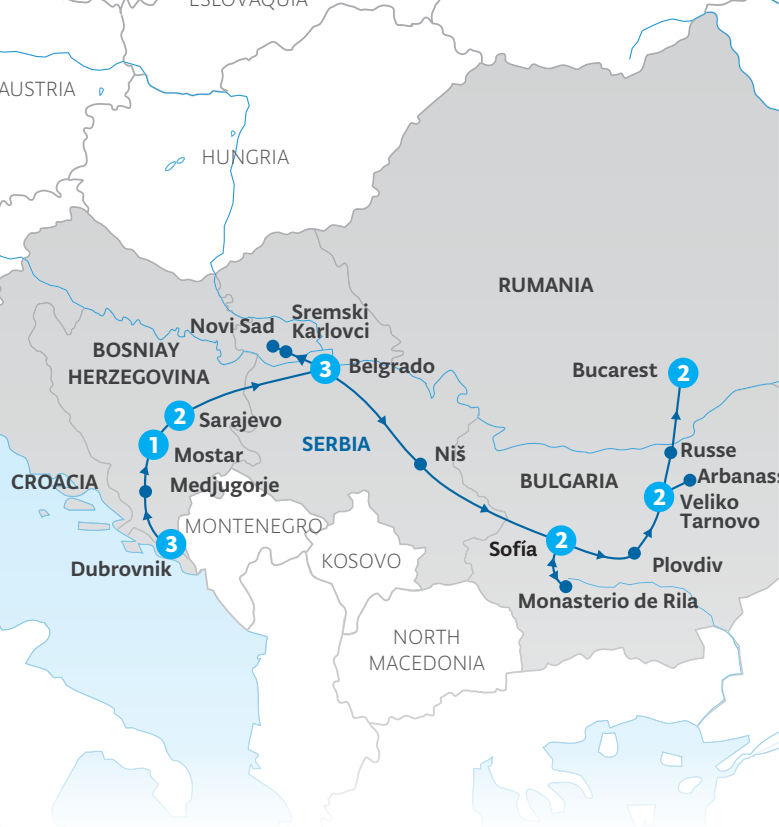 ESLOVAQUIA
AUSTRIA
HUNGRIA
RUMANIA
Sremski
Karlovci
Novi Sad
BOSNIAY
HERZEGOVINA
3
Belgrado
Bucarest
2
2
Sarajevo
1
Mostar
SERBIA
Niš
Russe
CROACIA
Medjugorje
BULGARIA
Arbanass
2
Veliko
Tarnovo
MONTENEGRO
3
Dubrovnik
KOSOVO
Sofía
2
Plovdiv
Monasterio de Rila
NORTH
MACEDONIA